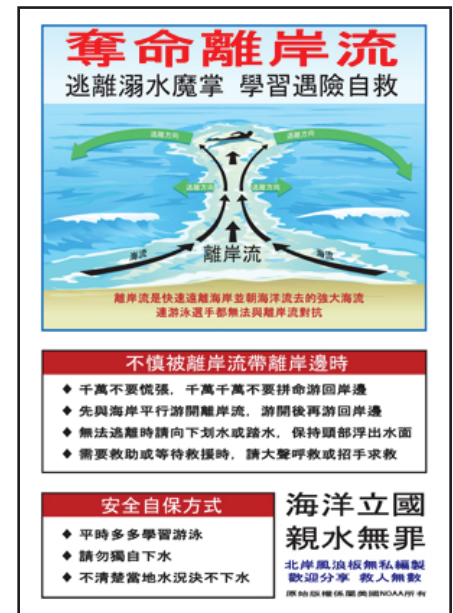 奪命離岸流
逃離溺水魔掌 學習遇險自救
逃離方向
逃離方向
逃離方向
逃離方向
海流
離岸流
海流
離岸流是快速遠離海岸並朝海洋流去的強大海流
連游泳選手都無法與離岸流對抗
不慎被離岸流帶離岸邊時
◆ 千萬不要慌張，千萬千萬不要拼命游回岸邊
◆ 先與海岸平行游開離岸流，游開後再游回岸邊
◆ 無法逃離時請向下划水或踏水，保持頭部浮出水面
◆ 需要救助或等待救援時，請大聲呼救或招手求救
安全自保方式
◆ 平時多多學習游泳
◆ 請勿獨自下水
◆ 不清楚當地水況決不下水
海洋立國
親水無罪
北岸風浪板無私編製
歡迎分享 救人無數
原始版權係屬美國NOAA所有